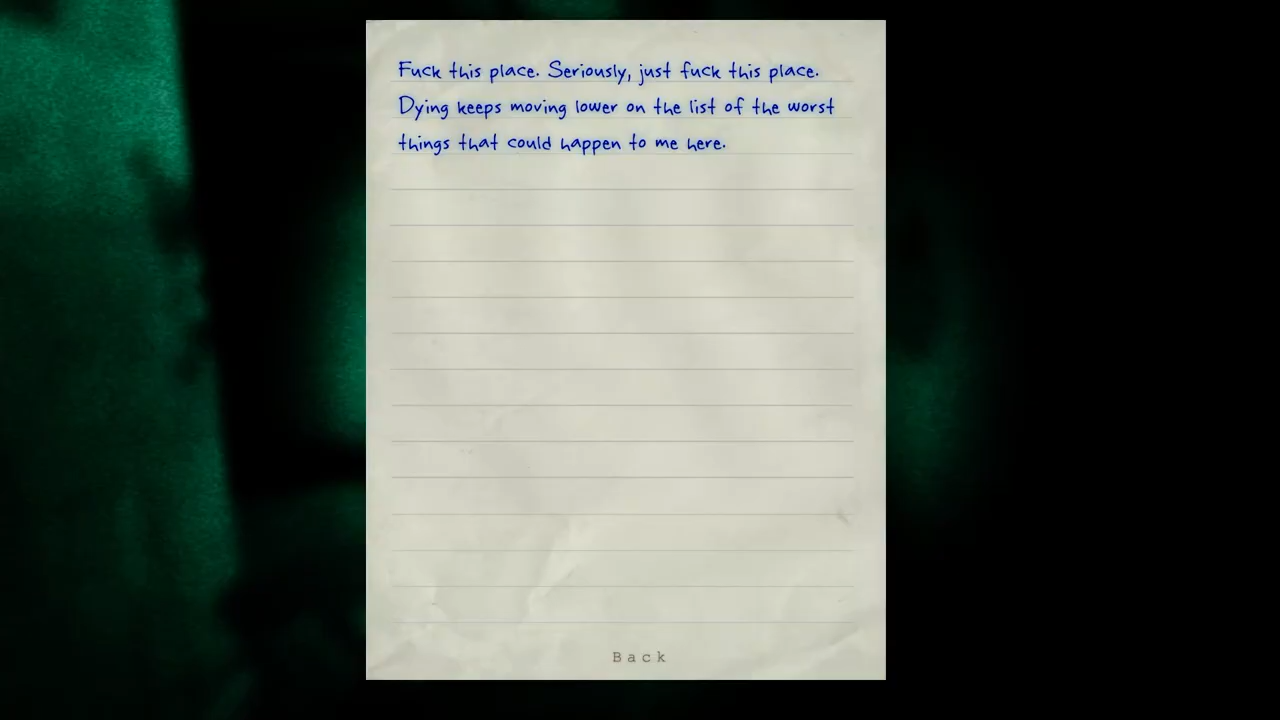 Fuck this place. Seriously, just fuck this place.
Dying keeps moving lower on the list of the worst
things that could happen to me here.
Back